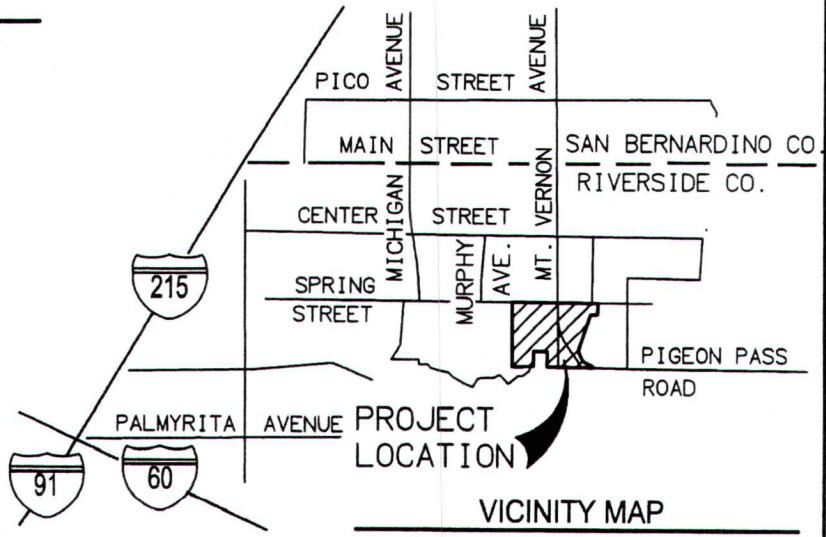 PICO AVENUE STREET AVENUE
MAIN STREET SAN BERNARDINO CO.
RIVERSIDE CO.
MICHIGAN
MT. VERNON
CENTER STREET
215
SPRING
STREET
MURPHY
AVE.
PIGEON PASS
ROAD
PALMYRITA AVENUE
PROJECT
LOCATION
91
60
VICINITY MAP